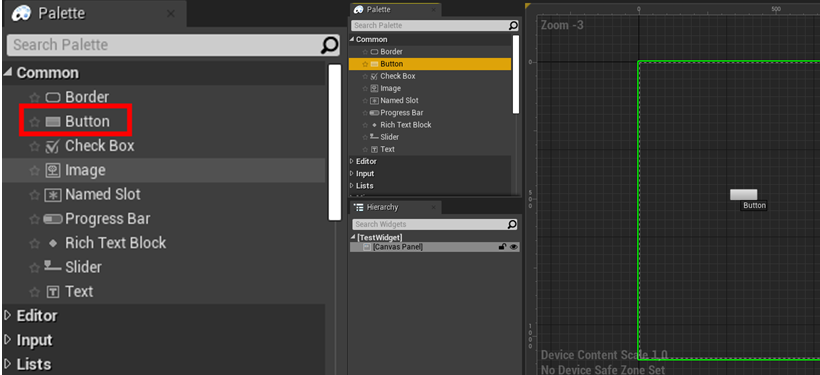 Palette
Search Palette
Common
Border
Button
Check Box
Image
Named Slot
Progress Bar
Rich Text Block
Slider
Text
Editor
Input
Lists
Palette
Search Palette
Common
Border
Button
Check Box
Image
Named Slot
Progress Bar
Rich Text Block
Slider
Text
Editor
Input
Lists
Hierarchy
Search Widgets
[TestWidget]
[Canvas Panel]
0
500
Zoom -3
0
500
Button
1000
Device Content Scale 1.0
No Device Safe Zone Set